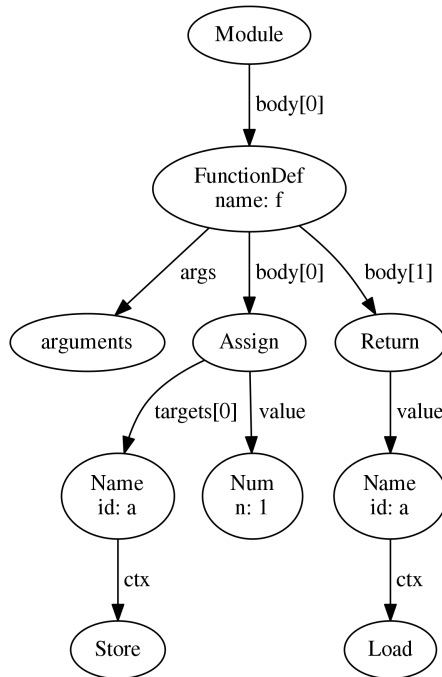 Module
body[0]
FunctionDef
name: f
args
body[0]
body[1]
arguments
Assign
Return
targets[0]
value
value
Name
id: a
Num
n: 1
Name
id: a
ctx
ctx
Store
Load